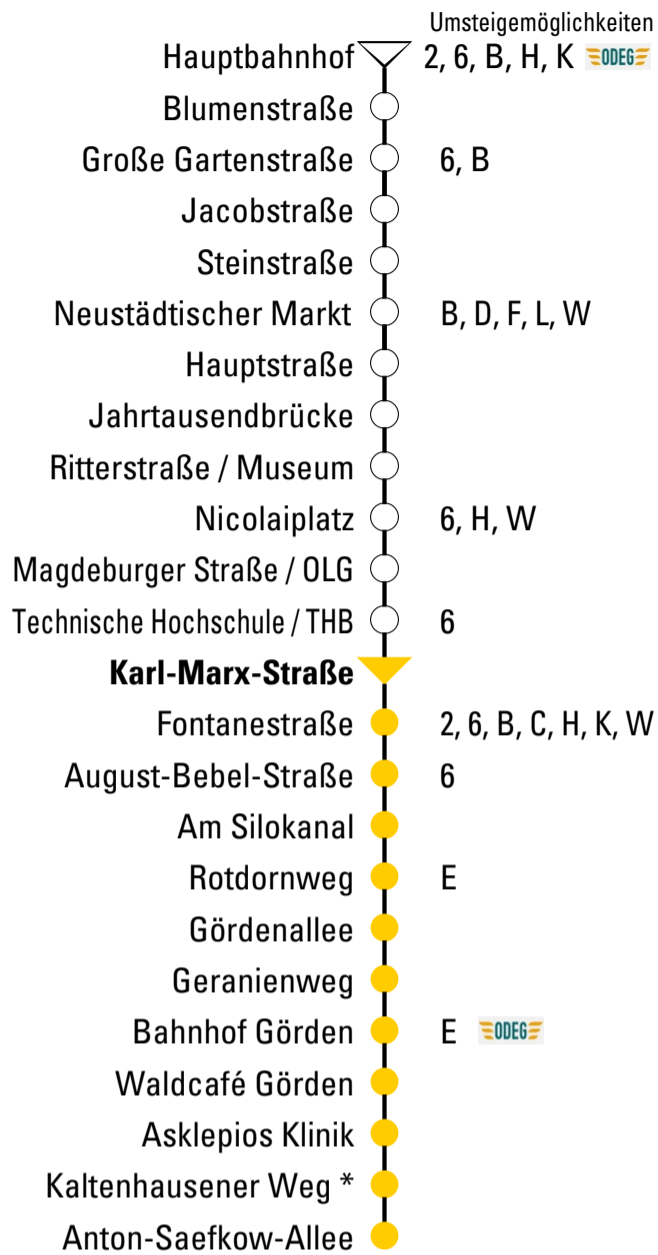 Umsteigemöglichkeiten
Hauptbahnhof 2, 6, B, H, K ODEG
Blumenstraße
Große Gartenstraße 6, B
Jacobstraße
Steinstraße
Neustädtischer Markt B, D, F, L, W
Hauptstraße
Jahrtausendbrücke
Ritterstraße / Museum
Nicolaiplatz 6, H, W
Magdeburger Straße / OLG
Technische Hochschule / THB 6
Karl-Marx-Straße
Fontanestraße 2, 6, B, C, H, K, W
August-Bebel-Straße 6
Am Silokanal
Rotdornweg E
Gördenallee
Geranienweg
Bahnhof Görden E ODEG
Waldcafé Görden
Asklepios Klinik
Kaltenhausener Weg *
Anton-Saefkow-Allee